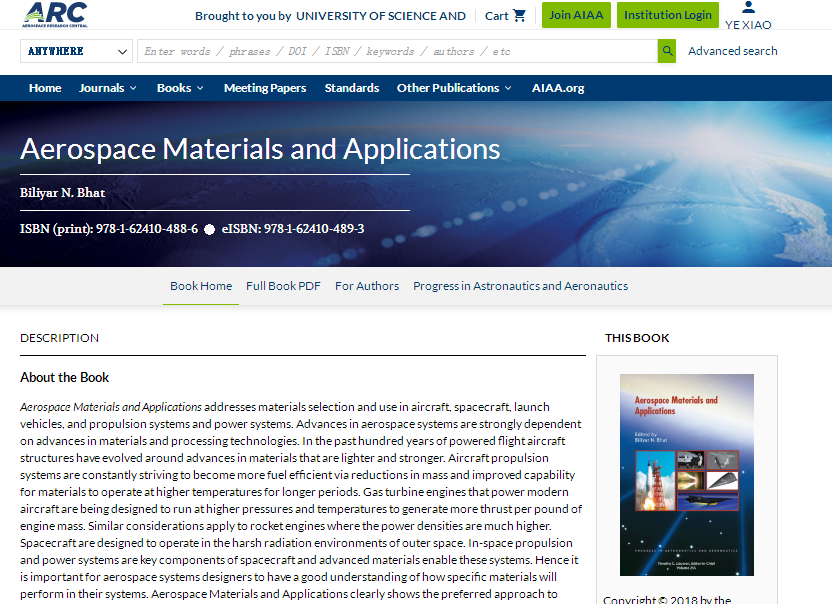 ARC
AEROSPACE RESEARCH CENTRAL
Brought to you by UNIVERSITY OF SCIENCE AND
Cart
Join AIAA
Institution Login
YE XIAO
ANYWHERE
Enter words / phrases / DOI / ISBN / keywords / authors / etc
Advanced search
Home
Journals
Books
Meeting Papers
Standards
Other Publications
AIAA.org
Aerospace Materials and Applications
Biliyar N. Bhat
ISBN (print): 978-1-62410-488-6
eISBN: 978-1-62410-489-3
Book Home
Full Book PDF
For Authors
Progress in Astronautics and Aeronautics
DESCRIPTION
About the Book
Aerospace Materials and Applications addresses materials selection and use in aircraft, spacecraft, launch
vehicles, and propulsion systems and power systems. Advances in aerospace systems are strongly dependent
on advances in materials and processing technologies. In the past hundred years of powered flight aircraft
structures have evolved around advances in materials that are lighter and stronger. Aircraft propulsion
systems are constantly striving to become more fuel efficient via reductions in mass and improved capability
for materials to operate at higher temperatures for longer periods. Gas turbine engines that power modern
aircraft are being designed to run at higher pressures and temperatures to generate more thrust per pound of
engine mass. Similar considerations apply to rocket engines where the power densities are much higher.
Spacecraft are designed to operate in the harsh radiation environments of outer space. In-space propulsion
and power systems are key components of spacecraft and advanced materials enable these systems. Hence it
is important for aerospace systems designers to have a good understanding of how specific materials will
perform in their systems. Aerospace Materials and Applications clearly shows the preferred approach to
THIS BOOK
Aerospace Materials and
Applications
Edited by
Biliyar N. Bhat
PROGRESS IN ASTRONAUTICS AND AERONAUTICS
Timothy C. Lieuwen, Editor-in-Chief
Volume 255
Copyright © 2018 by the